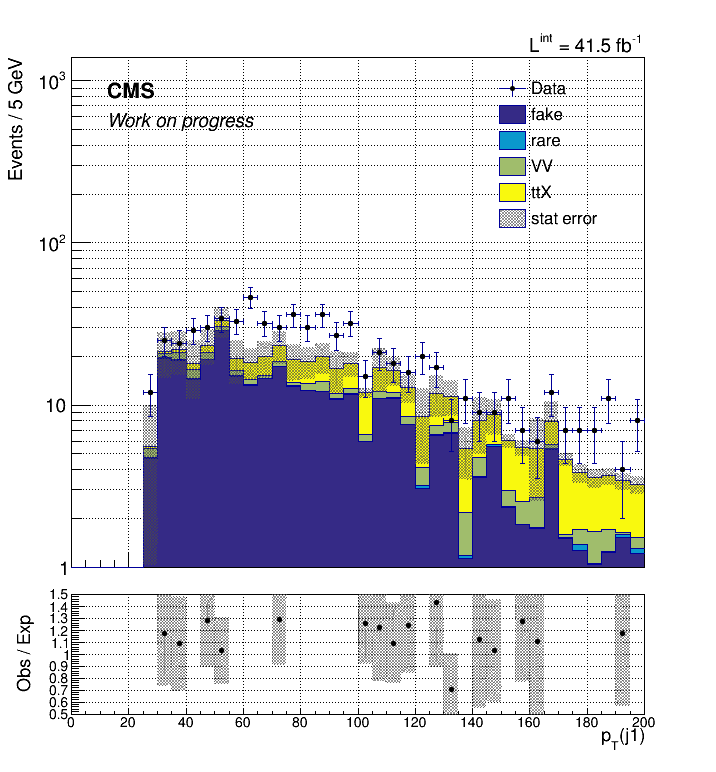 L^int = 41.5 fb^-1
Events / 5 GeV
10^3
10^2
10
1
CMS
Work on progress
Data
fake
rare
VV
ttX
stat error
Obs / Exp
1.5
1.4
1.3
1.2
1.1
1
0.9
0.8
0.7
0.6
0.5
0 20 40 60 80 100 120 140 160 180 200
p_T(j1)